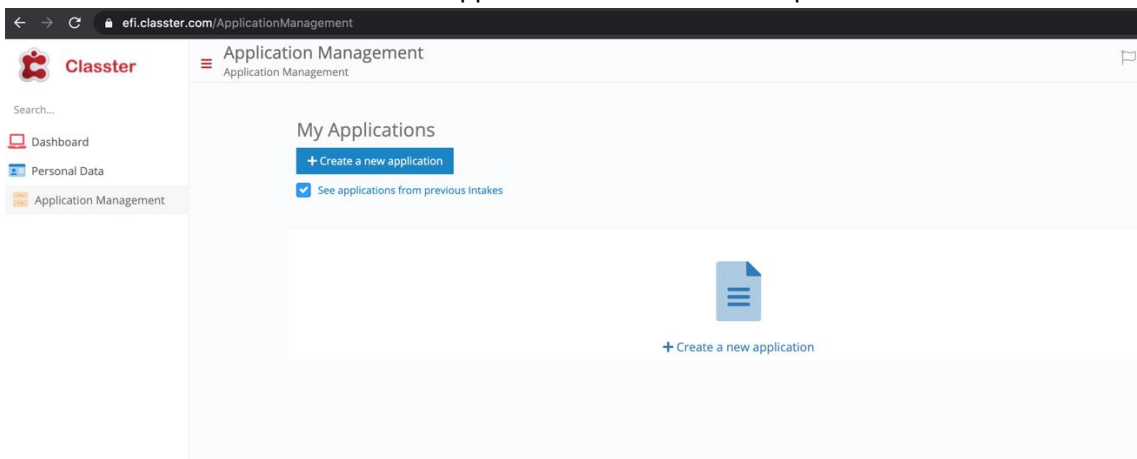 efi.classter.com/ApplicationManagement
Classter
Application Management
Application Management
Search...
Dashboard
Personal Data
Application Management
My Applications
+ Create a new application
See applications from previous Intakes
+ Create a new application